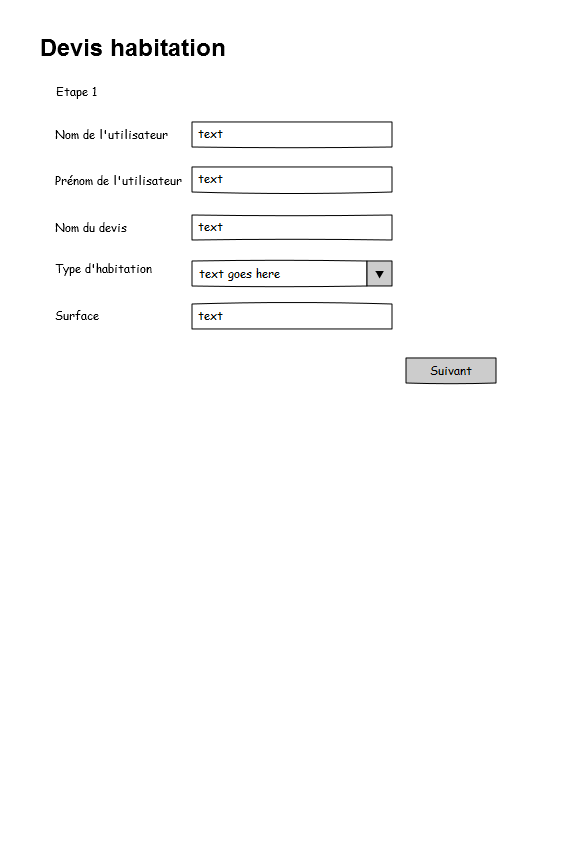 Devis habitation
Etape 1
Nom de l'utilisateur text
Prénom de l'utilisateur text
Nom du devis text
Type d'habitation text goes here
Surface text
Suivant